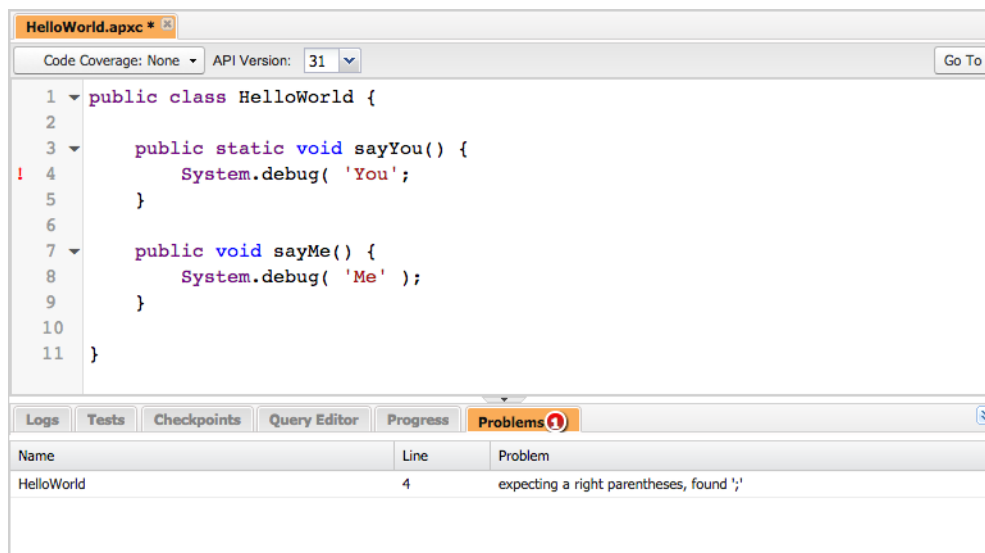 HelloWorld.apxc *
Code Coverage: None API Version: 31 Go To
1 public class HelloWorld {
2
3 public static void sayYou() {
! 4 System.debug( 'You';
5 }
6
7 public void sayMe() {
8 System.debug( 'Me' );
9 }
10
11 }
Logs Tests Checkpoints Query Editor Progress Problems 1
Name Line Problem
HelloWorld 4 expecting a right parentheses, found ';'